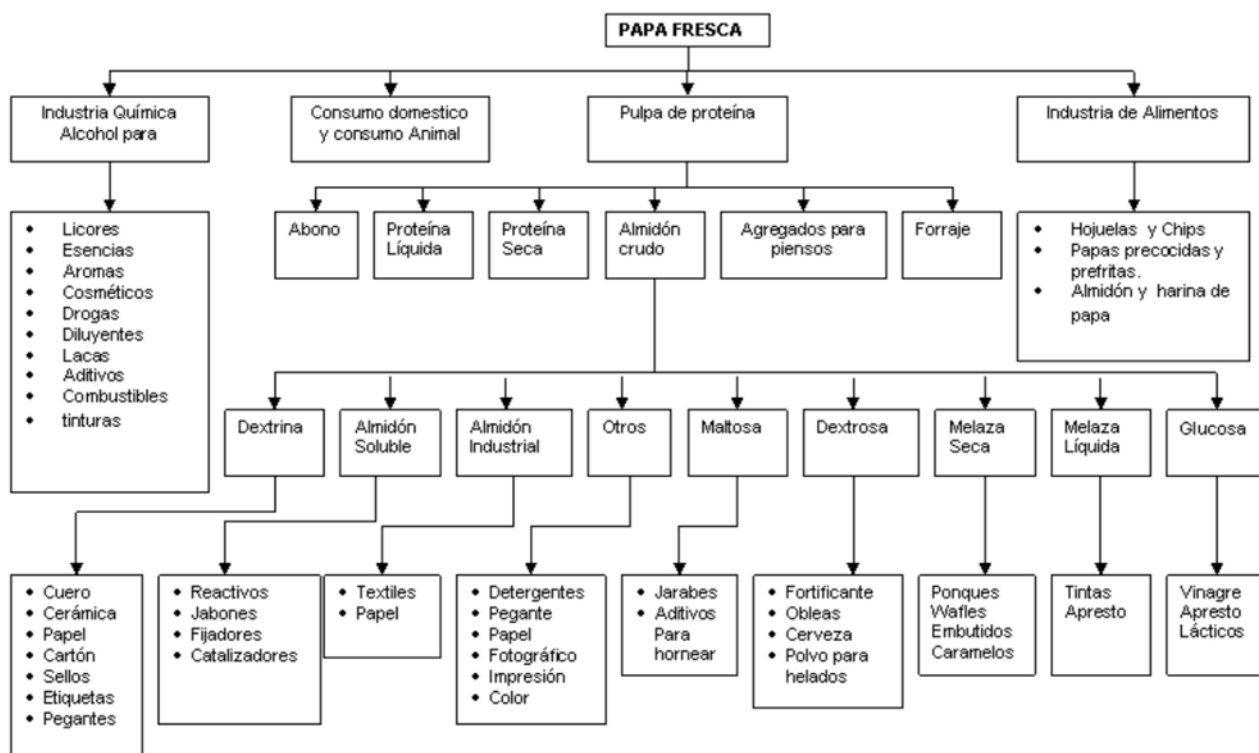 PAPA FRESCA
Industria Química
Alcohol para
Consumo domestico
y consumo Animal
Pulpa de proteína
Industria de Alimentos
• Licores
• Esencias
• Aromas
• Cosméticos
• Drogas
• Diluyentes
• Lacas
• Aditivos
• Combustibles
• tinturas
Abono
Proteína
Líquida
Proteína
Seca
Almidón
crudo
Agregados para
piensos
Forraje
• Hojuelas y Chips
• Papas precocidas y
prefritas.
• Almidón y harina de
papa
Dextrina
Almidón
Soluble
Almidón
Industrial
Otros
Maltosa
Dextrosa
Melaza
Seca
Melaza
Líquida
Glucosa
• Cuero
• Cerámica
• Papel
• Cartón
• Sellos
• Etiquetas
• Pegantes
• Reactivos
• Jabones
• Fijadores
• Catalizadores
• Textiles
• Papel
• Detergentes
• Pegante
• Papel
• Fotográfico
• Impresión
• Color
• Jarabes
• Aditivos
Para
hornear
• Fortificante
• Obleas
• Cerveza
• Polvo para
helados
Ponques
Wafles
Embutidos
Caramelos
Tintas
Apresto
Vinagre
Apresto
Lácticos